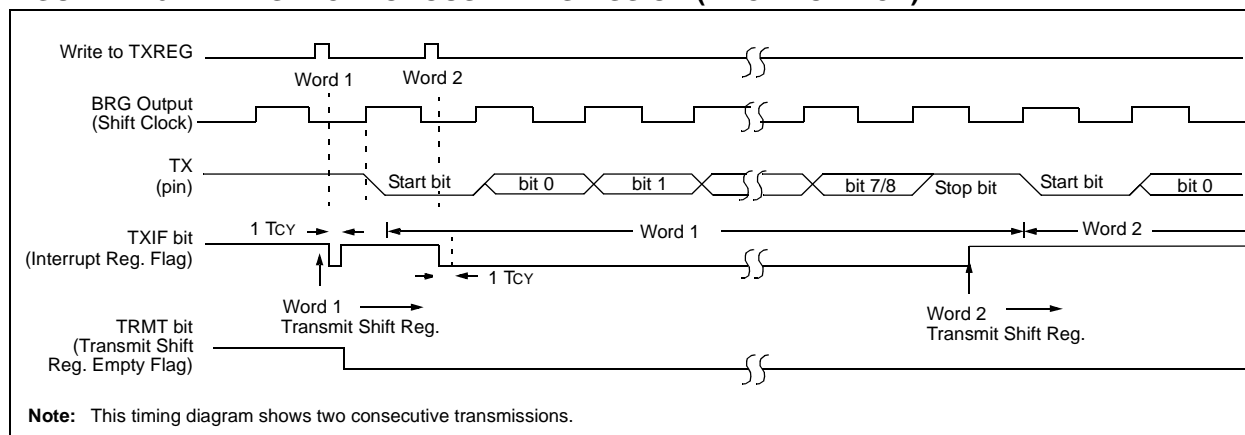 Write to TXREG
Word 1
Word 2
BRG Output
(Shift Clock)
TX
(pin)
Start bit
bit 0
bit 1
bit 7/8
Stop bit
Start bit
bit 0
1 TCY
TXIF bit
(Interrupt Reg. Flag)
Word 1
Word 2
1 TCY
Word 1
Transmit Shift Reg.
Word 2
Transmit Shift Reg.
TRMT bit
(Transmit Shift
Reg. Empty Flag)
Note: This timing diagram shows two consecutive transmissions.